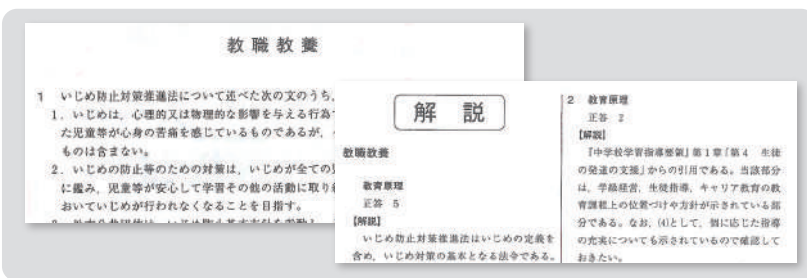 教職教養
1 いじめ防止対策推進法について述べた次の文のうち、
1. いじめは、心理的又は物理的な影響を与える行為
た児童等が心身の苦痛を感じているものであるが、
ものは含まない。
2. いじめの防止等のための対策は、いじめが全ての
に鑑み、児童等が安心して学習その他の活動に取り
おいていじめが行われなくなることを目指す。
解 説
教職教養
教育原理
正答 5
【解説】
いじめ防止対策推進法はいじめの定義を
含め、いじめ対策の基本となる法令である。
2 教育原理
正答 2
【解説】
『中学校学習指導要領』第1章「第4 生徒
の発達の支援」からの引用である。当該部分
は、学級経営、生徒指導、キャリア教育の教
育課程上の位置づけや方針が示されている部
分である。なお、(4)として、個に応じた指導
の充実についても示されているので確認して
おきたい。